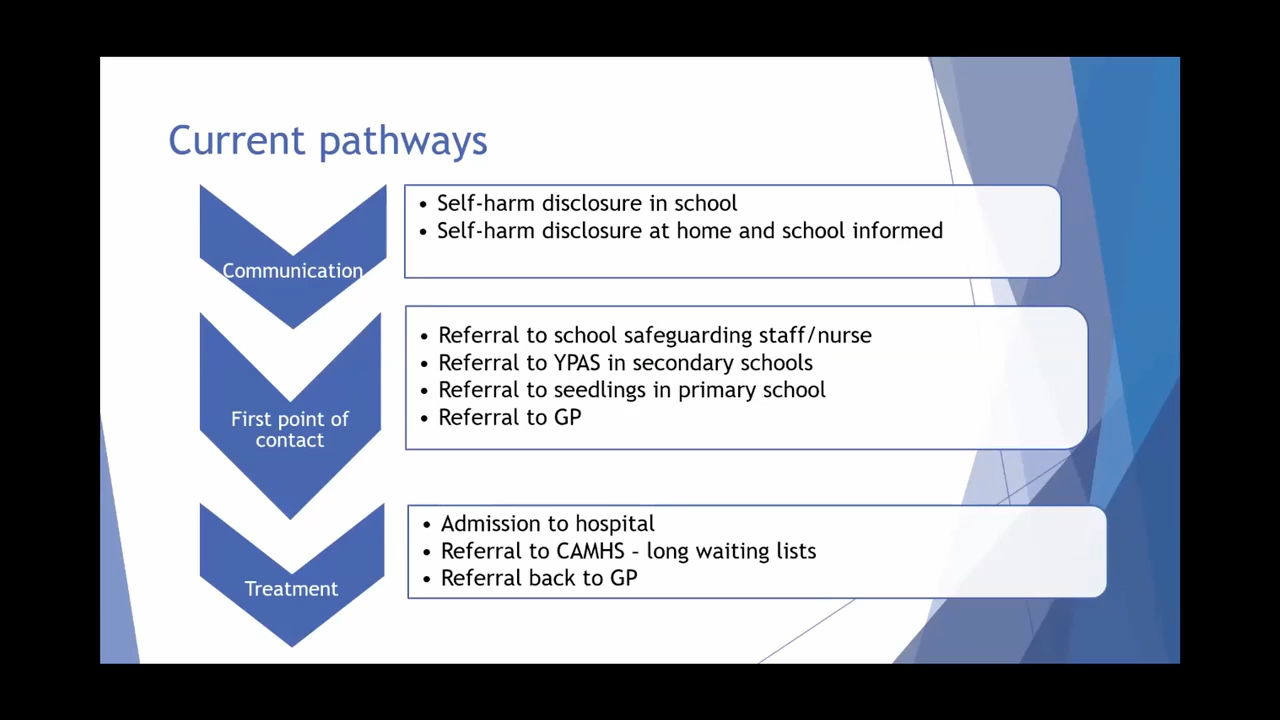 Current pathways
Communication
• Self-harm disclosure in school
• Self-harm disclosure at home and school informed
First point of
contact
• Referral to school safeguarding staff/nurse
• Referral to YPAS in secondary schools
• Referral to seedlings in primary school
• Referral to GP
Treatment
• Admission to hospital
• Referral to CAMHS – long waiting lists
• Referral back to GP